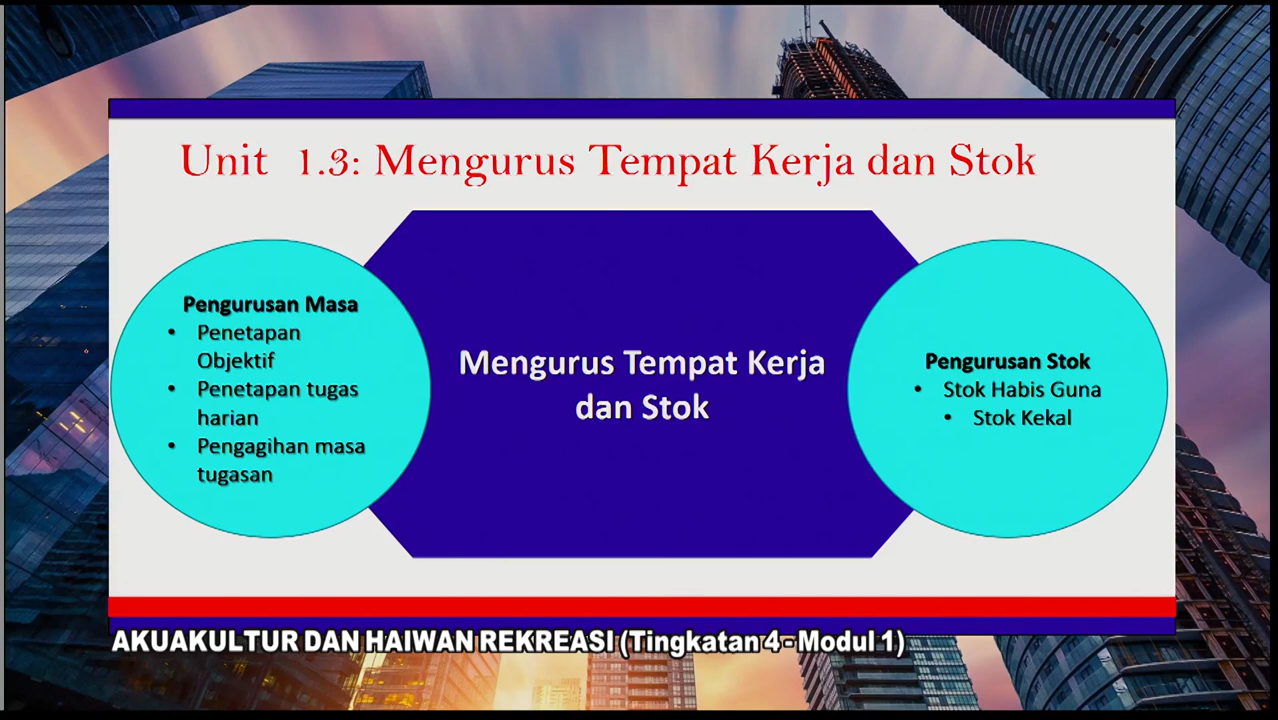 Unit 1.3: Mengurus Tempat Kerja dan Stok
Pengurusan Masa
• Penetapan
Objektif
• Penetapan tugas
harian
• Pengagihan masa
tugasan
Mengurus Tempat Kerja
dan Stok
Pengurusan Stok
• Stok Habis Guna
• Stok Kekal
AKUAKULTUR DAN HAIWAN REKREASI (Tingkatan 4 - Modul 1)